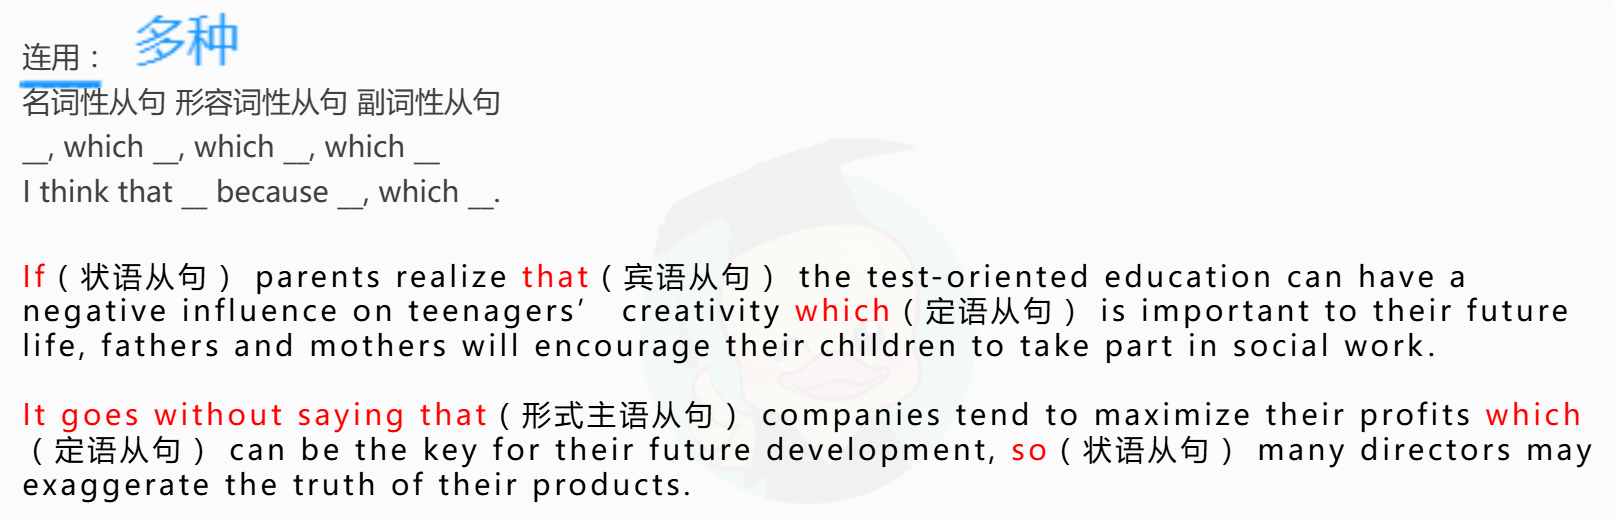 连用： 多种
名词性从句 形容词性从句 副词性从句
__, which __, which __, which __
I think that __ because __, which __.
If（状语从句） parents realize that（宾语从句） the test-oriented education can have a
negative influence on teenagers’ creativity which（定语从句） is important to their future
life, fathers and mothers will encourage their children to take part in social work.
It goes without saying that（形式主语从句） companies tend to maximize their profits which
（定语从句） can be the key for their future development, so（状语从句） many directors may
exaggerate the truth of their products.